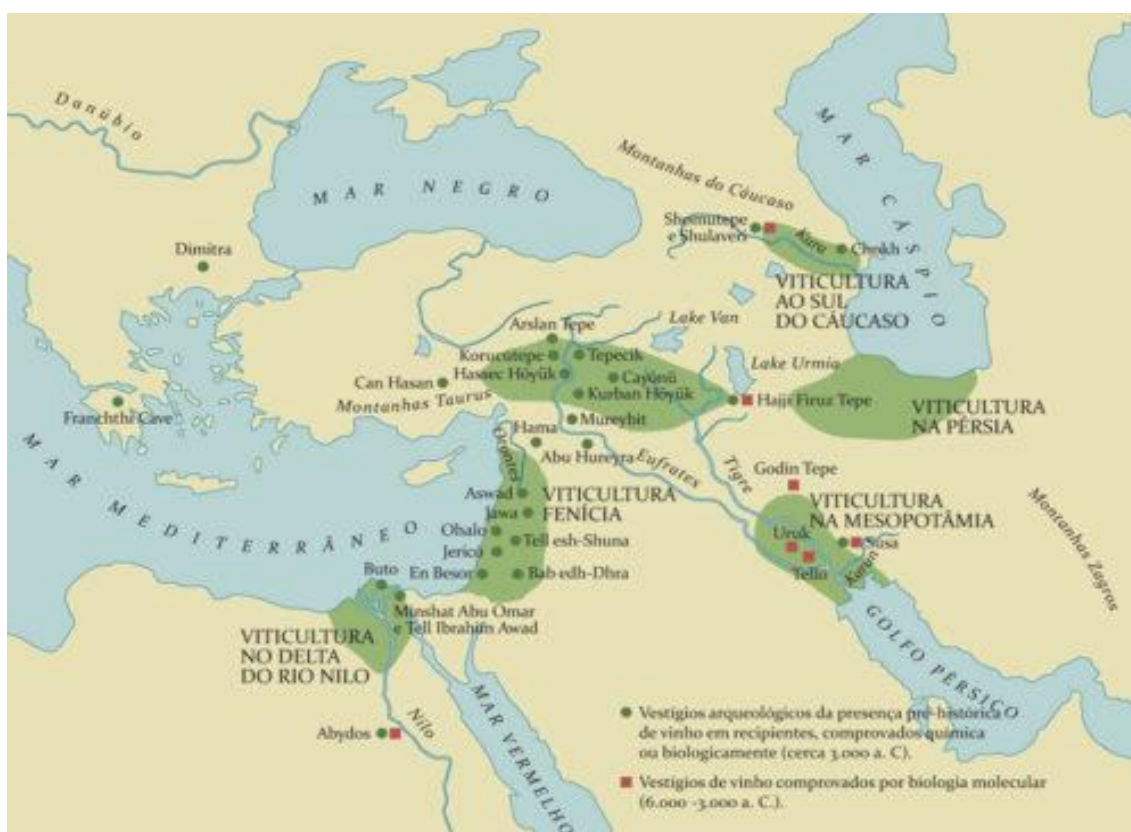 Danúbio
MAR NEGRO
MAR CÁSPIO
Montanhas do Cáucaso
Shomutepe
e Shulaveri
Kura
Chokh
VITICULTURA
AO SUL
DO CÁUCASO
Dimitra
Arslan Tepe
Lake Van
Korucutepe
Tepecik
Lake Urmia
Hassec Höyük
Cayünü
Can Hasan
Kurban Höyük
Hajji Firuz Tepe
Montanhas Taurus
Franchthi Cave
VITICULTURA
NA PÉRSIA
Mureybit
Hama
Abu Hureyra
Orontes
Eufrates
Tigre
Godin Tepe
MAR MEDITERRÂNEO
Aswad
VITICULTURA
FENÍCIA
Jawa
VITICULTURA
NA MESOPOTÂMIA
Montanhas Zagros
Ohalo
Tell esh-Shuna
Uruk
Susa
Jericó
Tello
Karun
Buto
En Besor
Bab edh-Dhra
Minshat Abu Omar
e Tell Ibrahim Awad
VITICULTURA
NO DELTA
DO RIO NILO
GOLFO PÉRSICO
Abydos
Nilo
MAR VERMELHO
Vestígios arqueológicos da presença pré-histórica
de vinho em recipientes, comprovados química
ou biologicamente (cerca 3.000 a. C).
Vestígios de vinho comprovados por biologia molecular
(6.000 -3.000 a. C.).